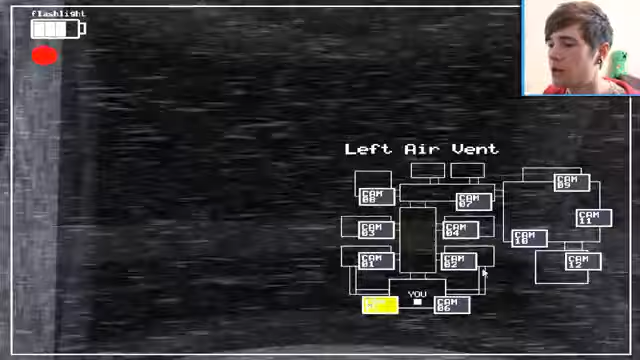 flashlight
Left Air Vent
CAM 09
CAM 08
CAM 07
CAM 11
CAM 03
CAM 04
CAM 10
CAM 01
CAM 02
CAM 12
YOU
CAM 06